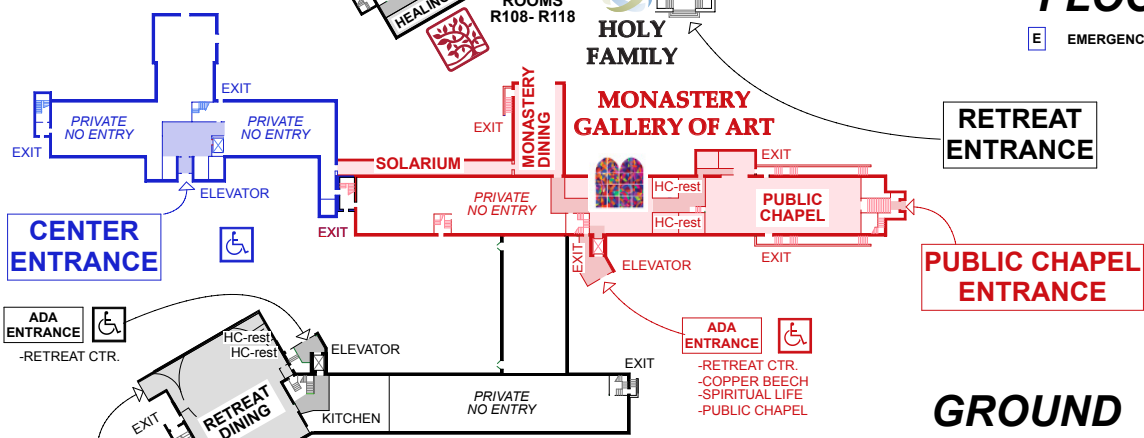 ROOMS
R108- R118
HEALING
HOLY
FAMILY
E EMERGENC
RETREAT
ENTRANCE
MONASTERY
GALLERY OF ART
MONASTERY
DINING
EXIT
EXIT
PRIVATE
NO ENTRY
PRIVATE
NO ENTRY
EXIT
ELEVATOR
SOLARIUM
EXIT
HC-rest
HC-rest
PRIVATE
NO ENTRY
PUBLIC
CHAPEL
EXIT
EXIT
EXIT
ELEVATOR
CENTER
ENTRANCE
PUBLIC CHAPEL
ENTRANCE
ADA
ENTRANCE
-RETREAT CTR.
HC-rest
HC-rest
ELEVATOR
EXIT
ADA
ENTRANCE
-RETREAT CTR.
-COPPER BEECH
-SPIRITUAL LIFE
-PUBLIC CHAPEL
RETREAT
DINING
EXIT
KITCHEN
PRIVATE
NO ENTRY
GROUND